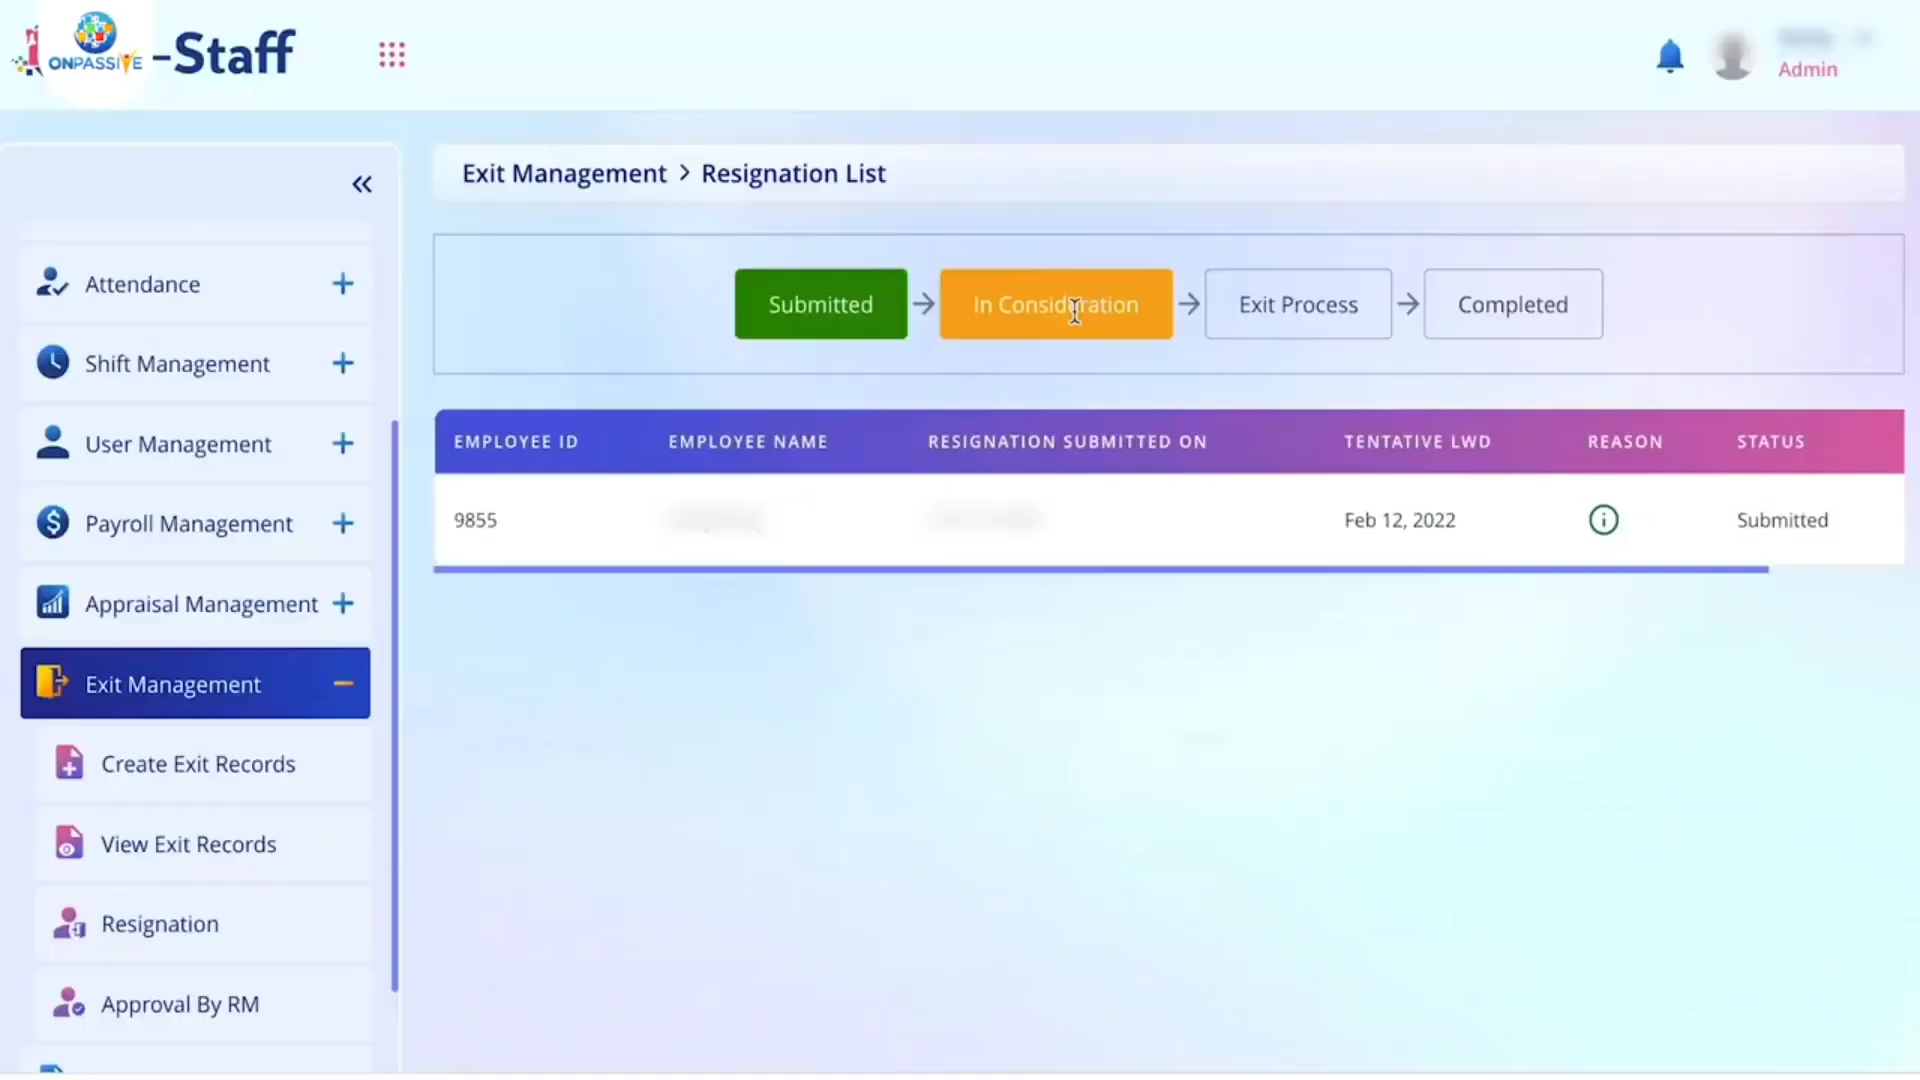 ONPASSIVE
-Staff
Admin
Exit Management > Resignation List
Attendance
Shift Management
User Management
Payroll Management
Appraisal Management
Exit Management
Create Exit Records
View Exit Records
Resignation
Approval By RM
Submitted
In Consideration
Exit Process
Completed
EMPLOYEE ID EMPLOYEE NAME RESIGNATION SUBMITTED ON TENTATIVE LWD REASON STATUS
9855 Feb 12, 2022 Submitted